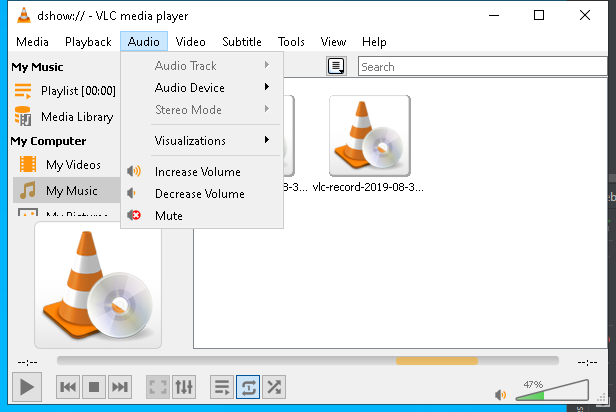 dshow:// - VLC media player
Media Playback Audio Video Subtitle Tools View Help
My Music
Playlist [00:00]
Media Library
My Computer
My Videos
My Music
Audio Track
Audio Device
Stereo Mode
Visualizations
Increase Volume
Decrease Volume
Mute
Search
8-3... vlc-record-2019-08-3...
--:-- --:--
47%